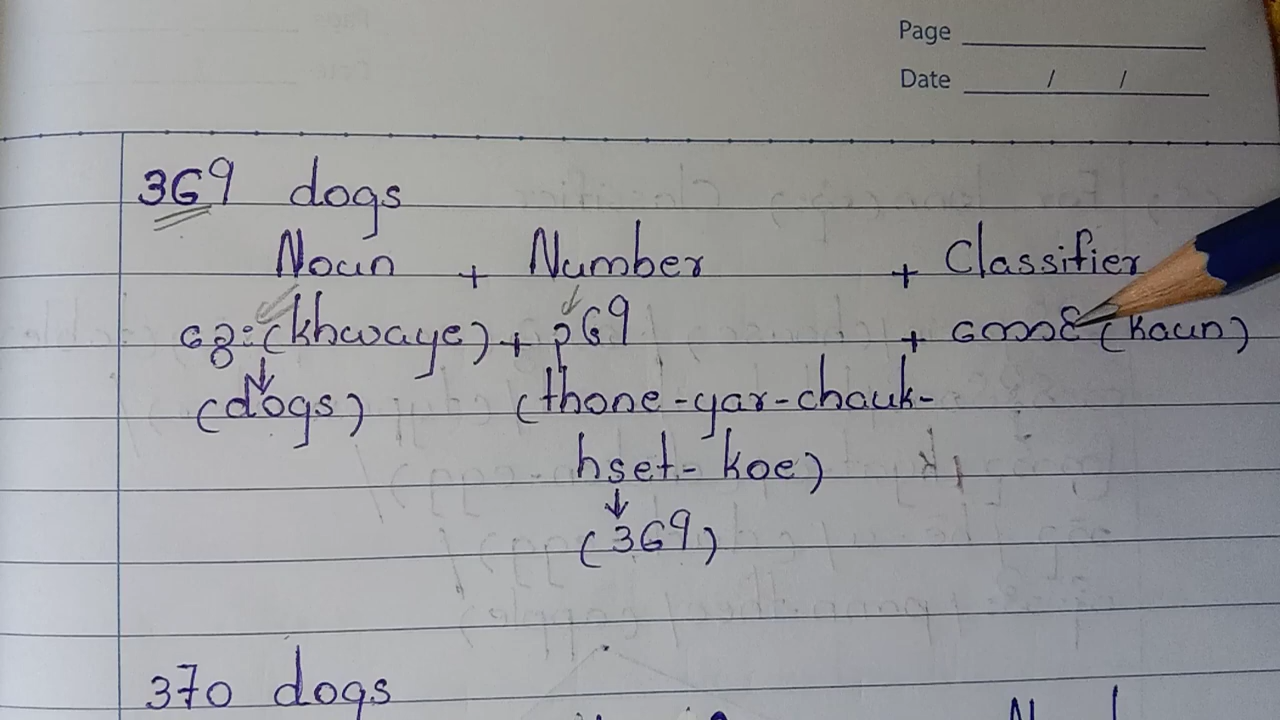 Page
Date / /
369 dogs
Noun + Number + Classifier
ခွေး (khwaye) + ၃၆၉ + ကောင် (kaun)
(dogs) (thone-yar-chauk-
hset-koe)
(369)
370 dogs